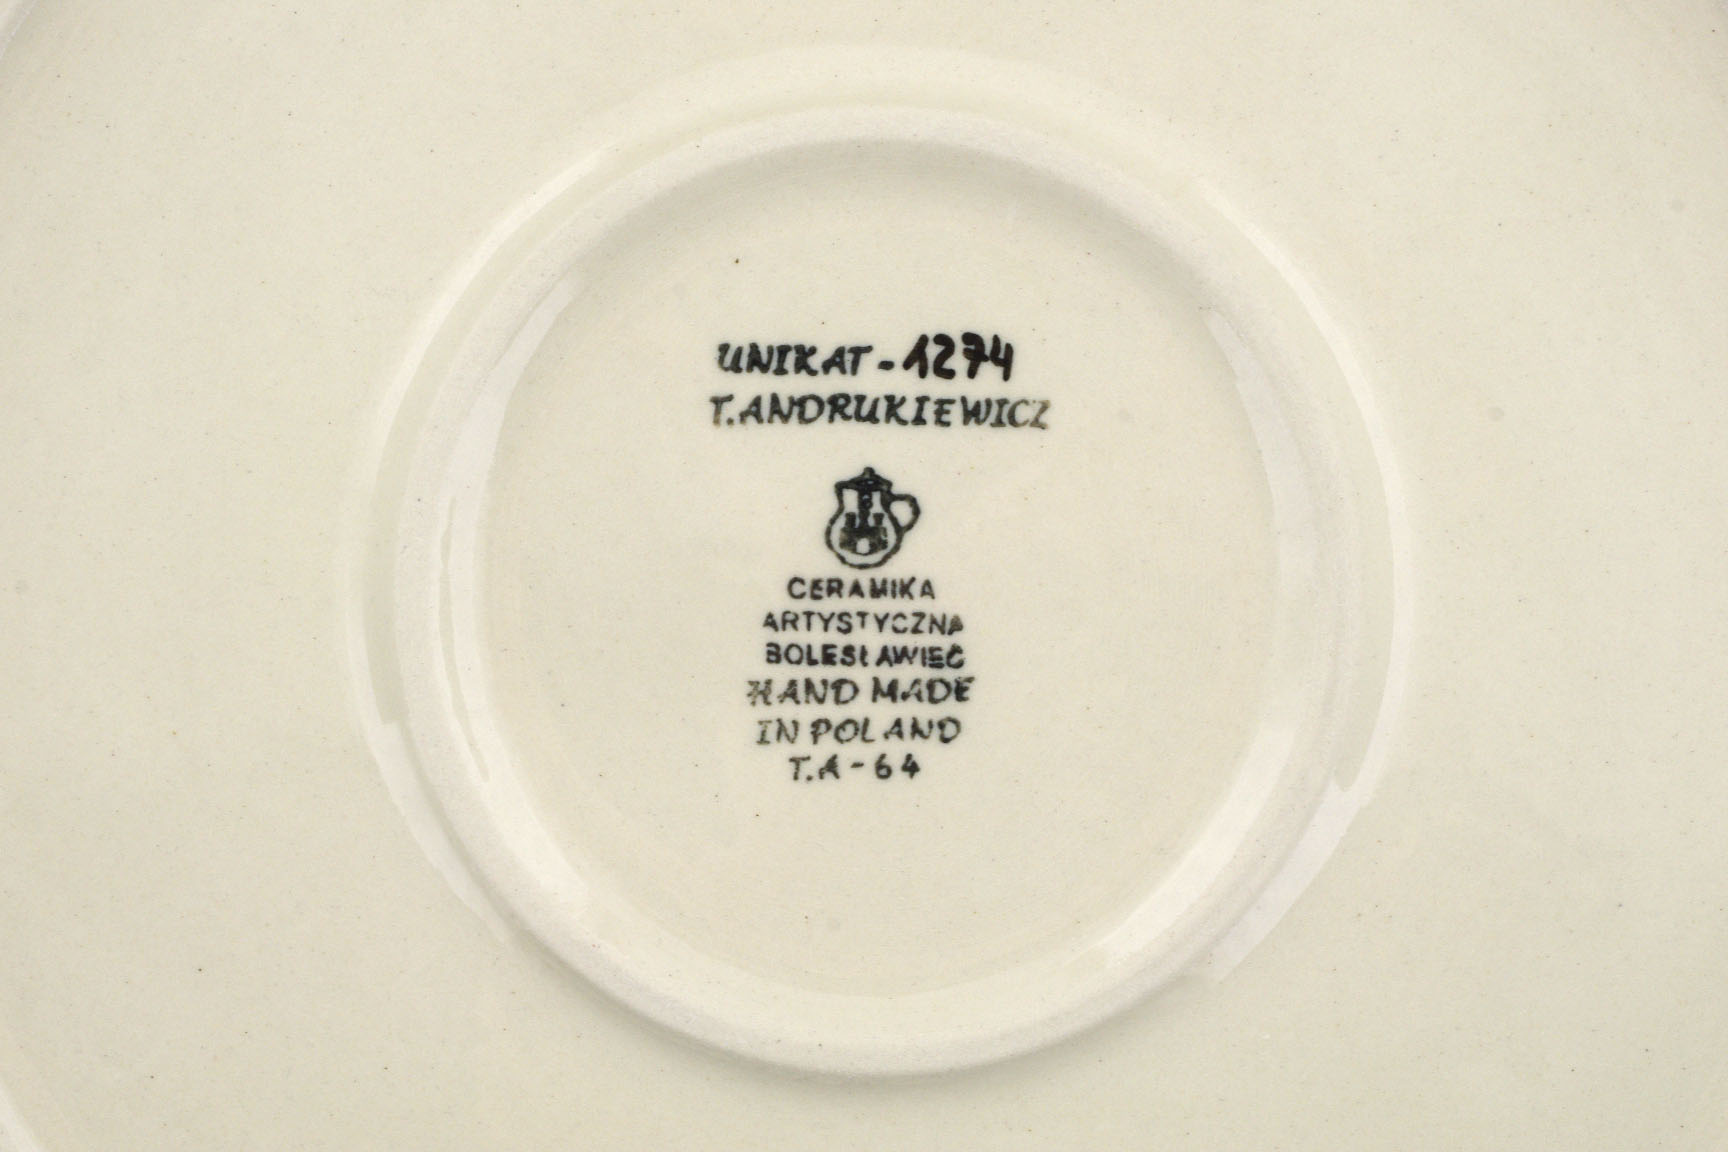 UNIKAT - 1274
T. ANDRUKIEWICZ
CERAMIKA
ARTYSTYCZNA
BOLESŁAWIEC
HAND MADE
IN POLAND
T.A - 64